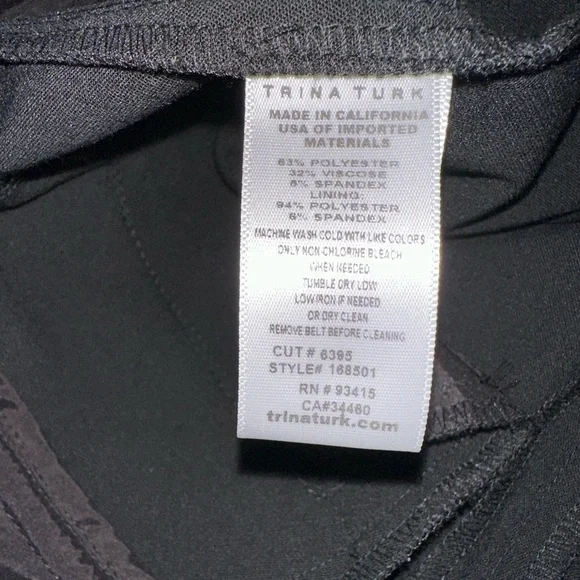 TRINA TURK
MADE IN CALIFORNIA
USA OF IMPORTED
MATERIALS
63% POLYESTER
32% VISCOSE
5% SPANDEX
LINING:
94% POLYESTER
6% SPANDEX
MACHINE WASH COLD WITH LIKE COLORS
ONLY NON-CHLORINE BLEACH
WHEN NEEDED
TUMBLE DRY LOW
LOW IRON IF NEEDED
OR DRY CLEAN
REMOVE BELT BEFORE CLEANING
CUT # 6395
STYLE# 168501
RN # 93415
CA#34460
trinaturk.com